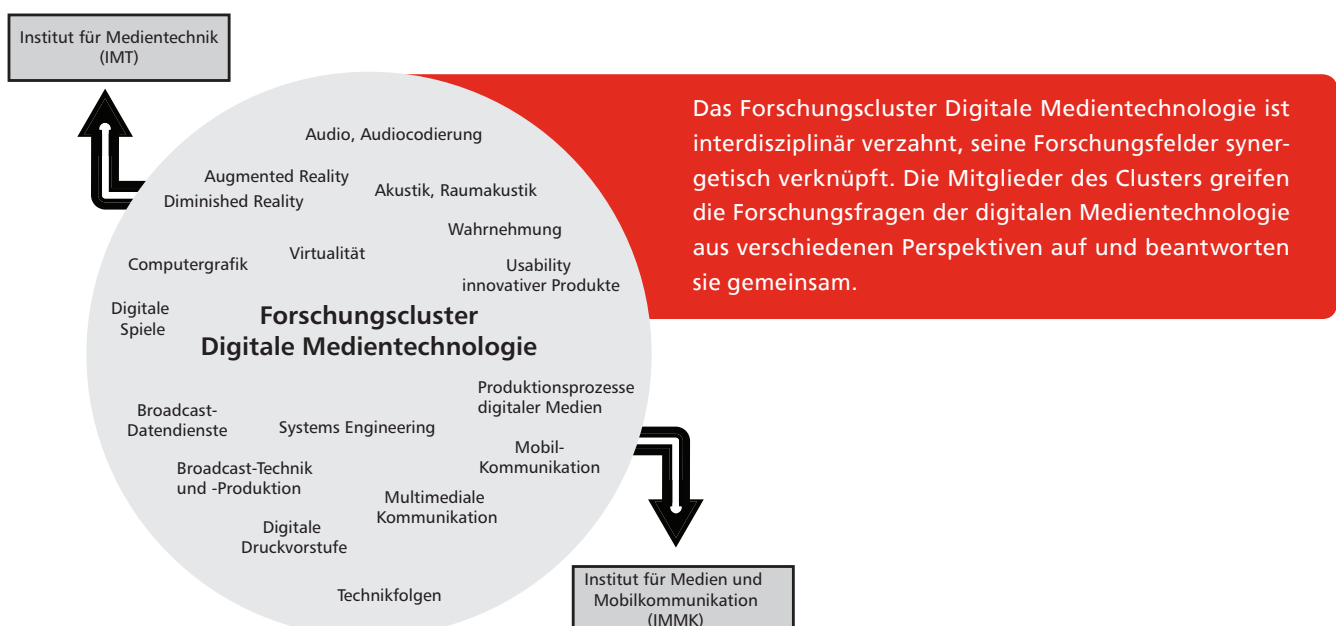 Institut für Medientechnik
(IMT)
Das Forschungscluster Digitale Medientechnologie ist
interdisziplinär verzahnt, seine Forschungsfelder syner-
getisch verknüpft. Die Mitglieder des Clusters greifen
die Forschungsfragen der digitalen Medientechnologie
aus verschiedenen Perspektiven auf und beantworten
sie gemeinsam.
Audio, Audiocodierung
Augmented Reality
Diminished Reality
Akustik, Raumakustik
Wahrnehmung
Virtualität
Computergrafik
Usability
innovativer Produkte
Digitale
Spiele
Forschungscluster
Digitale Medientechnologie
Produktionsprozesse
digitaler Medien
Broadcast-
Datendienste
Systems Engineering
Mobil-
Kommunikation
Broadcast-Technik
und -Produktion
Multimediale
Kommunikation
Digitale
Druckvorstufe
Technikfolgen
Institut für Medien und
Mobilkommunikation
(IMMK)